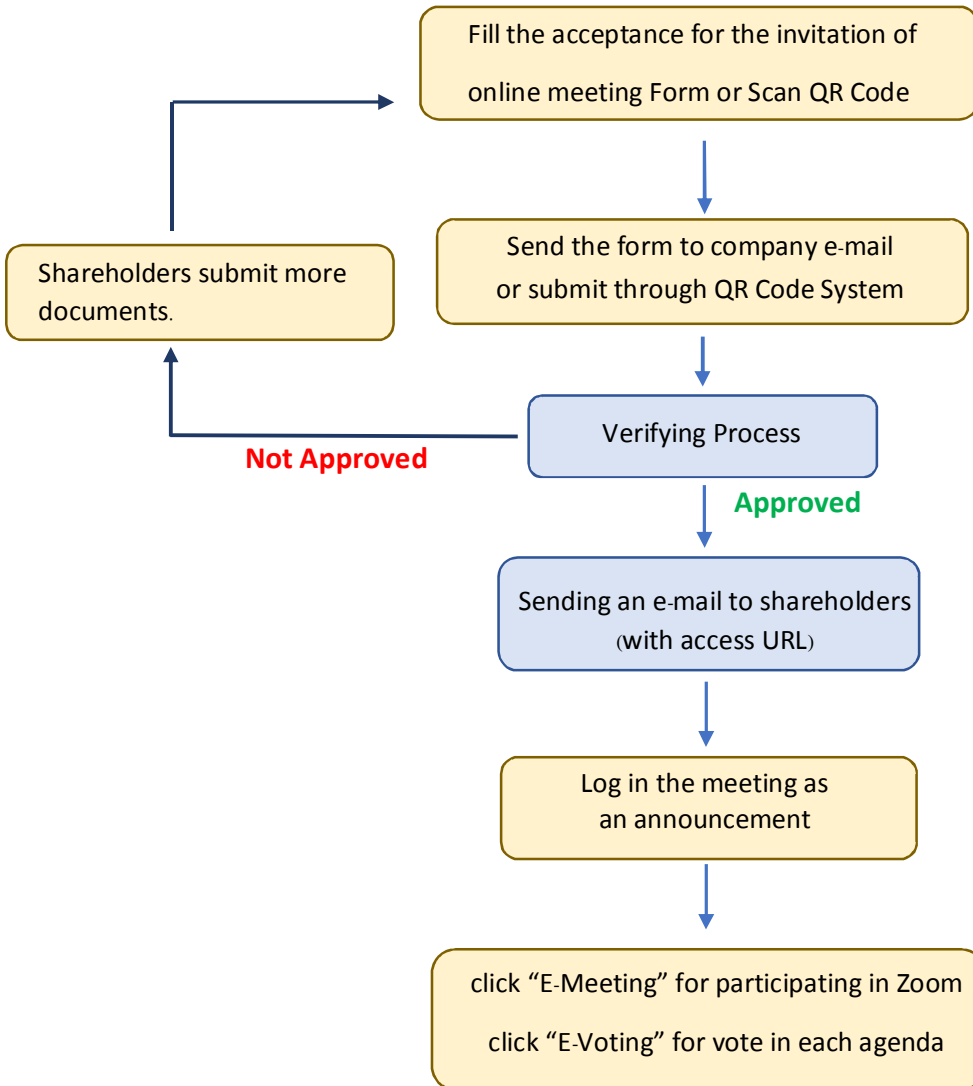 Fill the acceptance for the invitation of
online meeting Form or Scan QR Code
Send the form to company e-mail
or submit through QR Code System
Shareholders submit more
documents.
Verifying Process
Not Approved
Approved
Sending an e-mail to shareholders
(with access URL)
Log in the meeting as
an announcement
click “E-Meeting” for participating in Zoom
click “E-Voting” for vote in each agenda